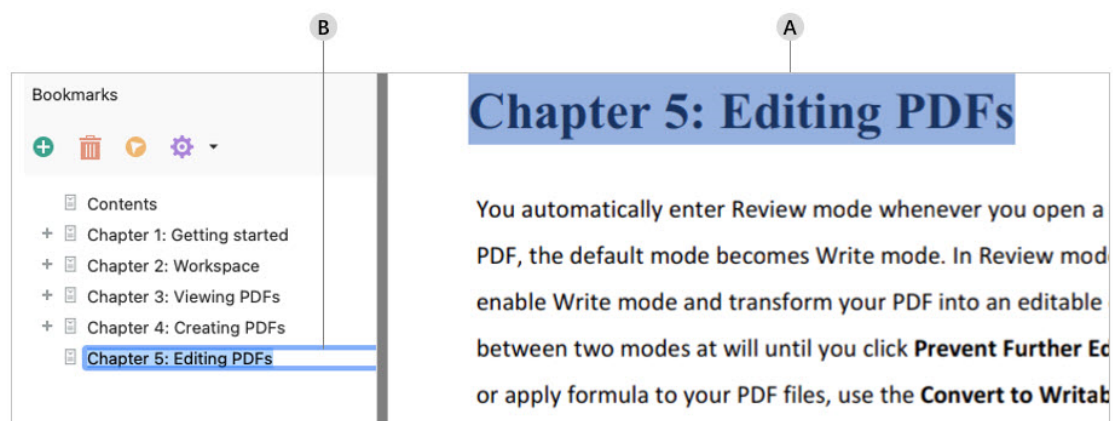 B
A
Bookmarks
Contents
Chapter 1: Getting started
Chapter 2: Workspace
Chapter 3: Viewing PDFs
Chapter 4: Creating PDFs
Chapter 5: Editing PDFs
Chapter 5: Editing PDFs
You automatically enter Review mode whenever you open a
PDF, the default mode becomes Write mode. In Review mod
enable Write mode and transform your PDF into an editable
between two modes at will until you click Prevent Further Ed
or apply formula to your PDF files, use the Convert to Writab